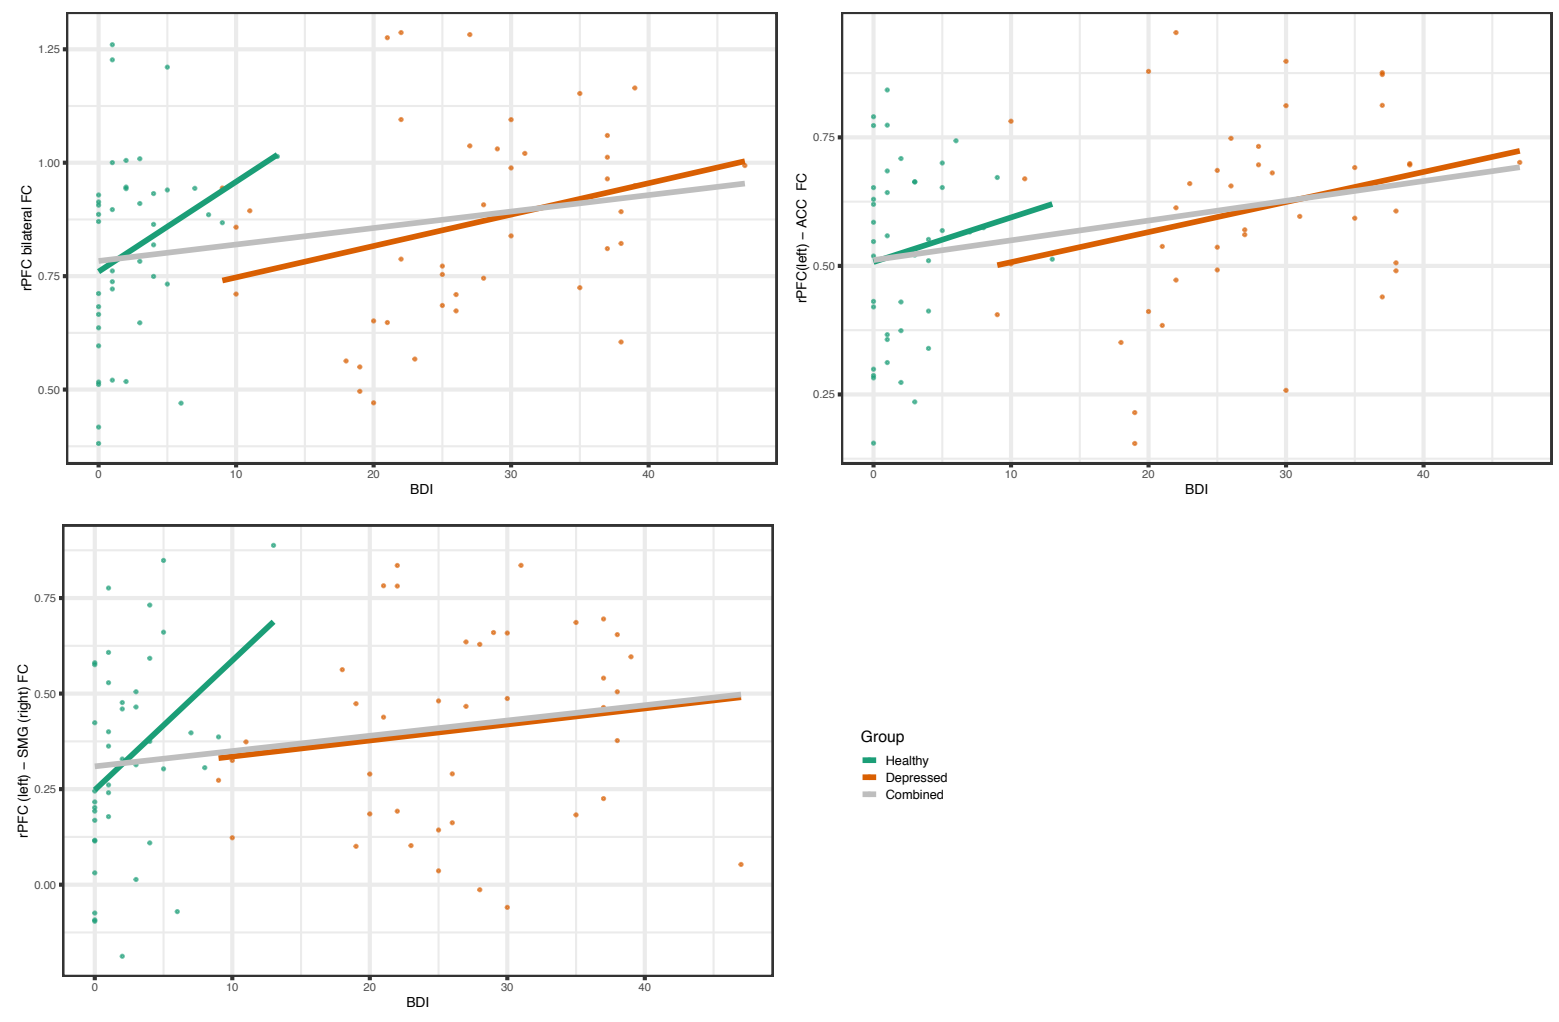 1.25
1.00
0.75
0.50
rPFC bilateral FC
0 10 20 30 40
BDI
0.75
0.50
0.25
rPFC(left) – ACC FC
0 10 20 30 40
BDI
0.75
0.50
0.25
0.00
rPFC (left) – SMG (right) FC
0 10 20 30 40
BDI
Group
Healthy
Depressed
Combined